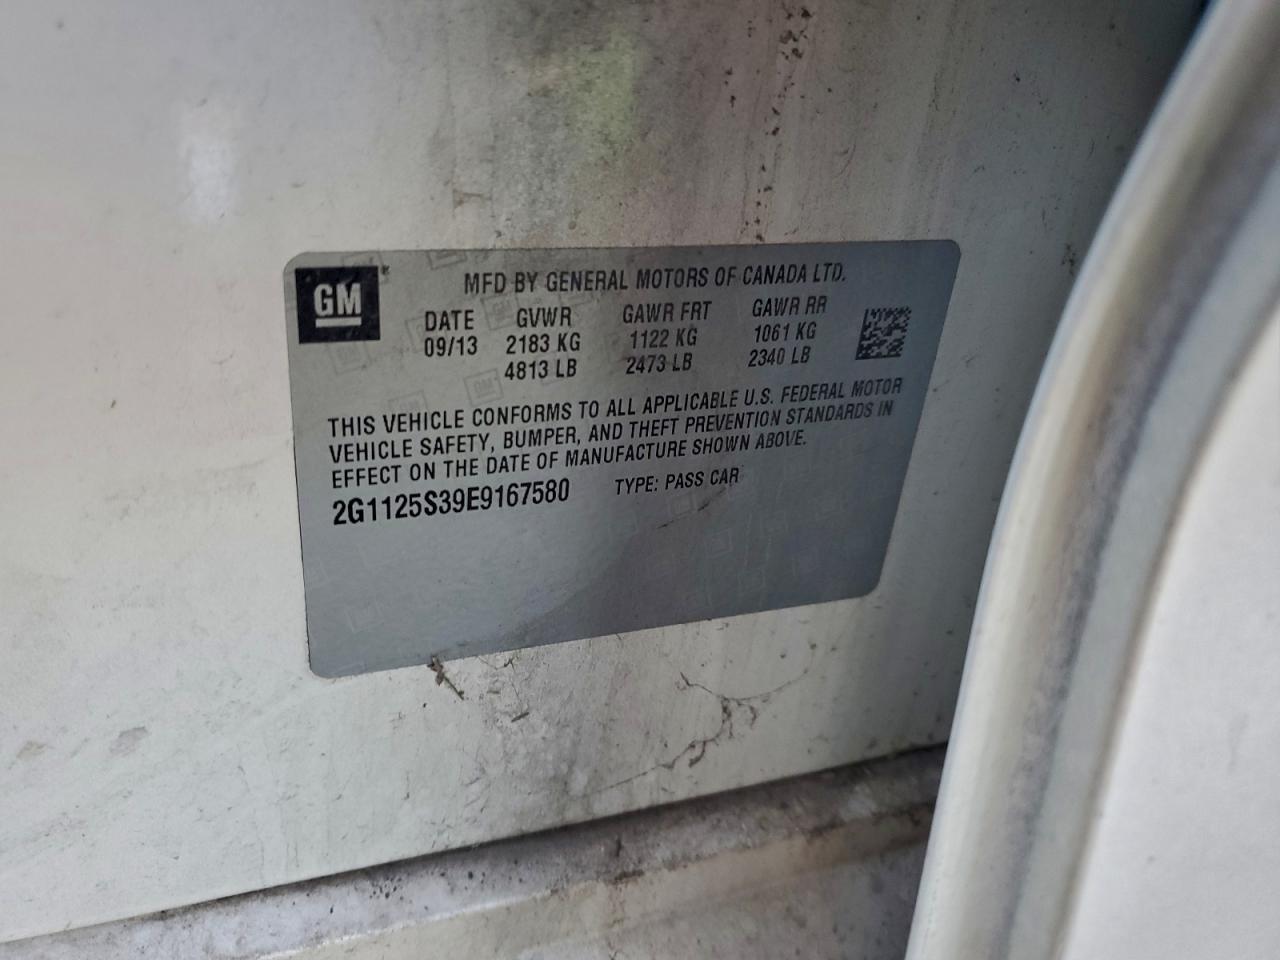 GM
MFD BY GENERAL MOTORS OF CANADA LTD.
DATE GVWR GAWR FRT GAWR RR
09/13 2183 KG 1122 KG 1061 KG
4813 LB 2473 LB 2340 LB
THIS VEHICLE CONFORMS TO ALL APPLICABLE U.S. FEDERAL MOTOR
VEHICLE SAFETY, BUMPER, AND THEFT PREVENTION STANDARDS IN
EFFECT ON THE DATE OF MANUFACTURE SHOWN ABOVE.
2G1125S39E9167580 TYPE: PASS CAR